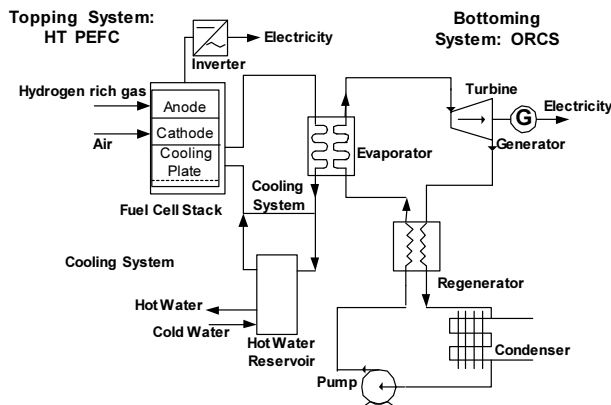 Topping System:
HT PEFC
Bottoming
System: ORCS
Inverter
Electricity
Hydrogen rich gas
Air
Anode
Cathode
Cooling
Plate
Fuel Cell Stack
Evaporator
Turbine
G
Electricity
Generator
Cooling
System
Cooling System
Regenerator
Hot Water
Cold Water
Hot Water
Reservoir
Condenser
Pump